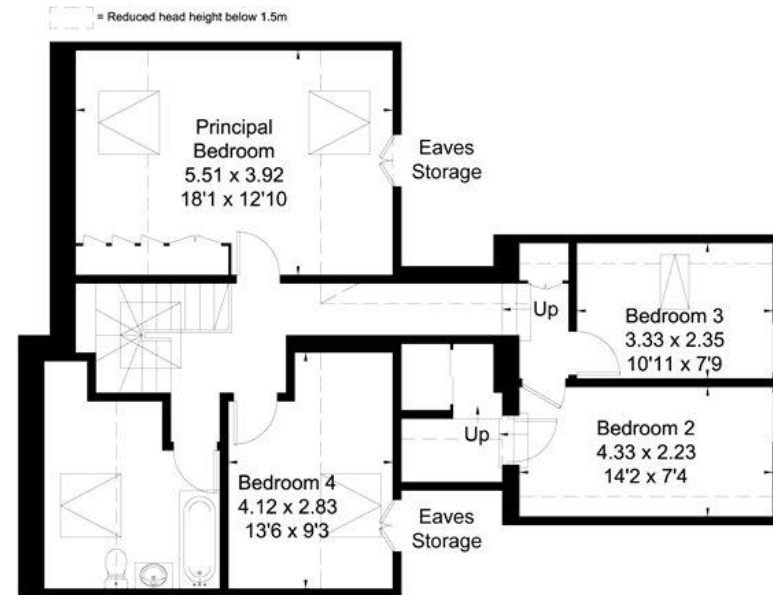 = Reduced head height below 1.5m
Principal
Bedroom
5.51 x 3.92
18'1 x 12'10
Eaves
Storage
Up
Bedroom 3
3.33 x 2.35
10'11 x 7'9
Up
Bedroom 2
4.33 x 2.23
14'2 x 7'4
Bedroom 4
4.12 x 2.83
13'6 x 9'3
Eaves
Storage